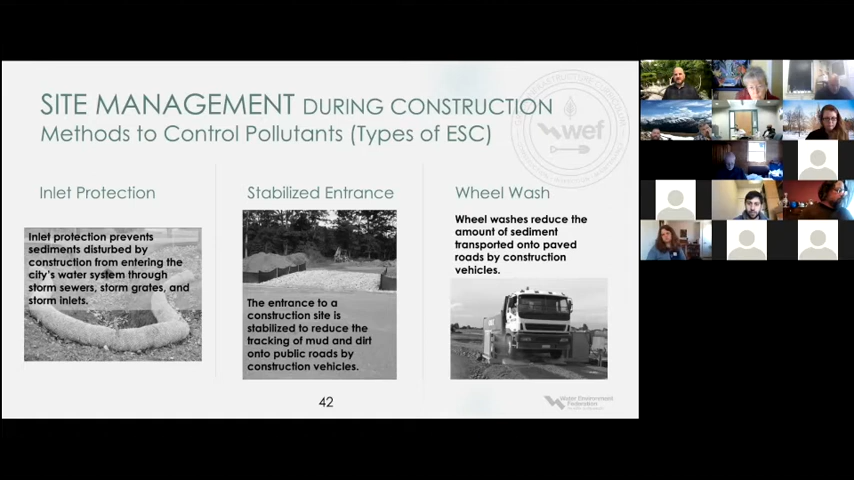 SITE MANAGEMENT DURING CONSTRUCTION
Methods to Control Pollutants (Types of ESC)
wef
Inlet Protection
Inlet protection prevents
sediments disturbed by
construction from entering the
city's water system through
storm sewers, storm grates, and
storm inlets.
Stabilized Entrance
The entrance to a
construction site is
stabilized to reduce the
tracking of mud and dirt
onto public roads by
construction vehicles.
Wheel Wash
Wheel washes reduce the
amount of sediment
transported onto paved
roads by construction
vehicles.
42
Water Environment
Federation